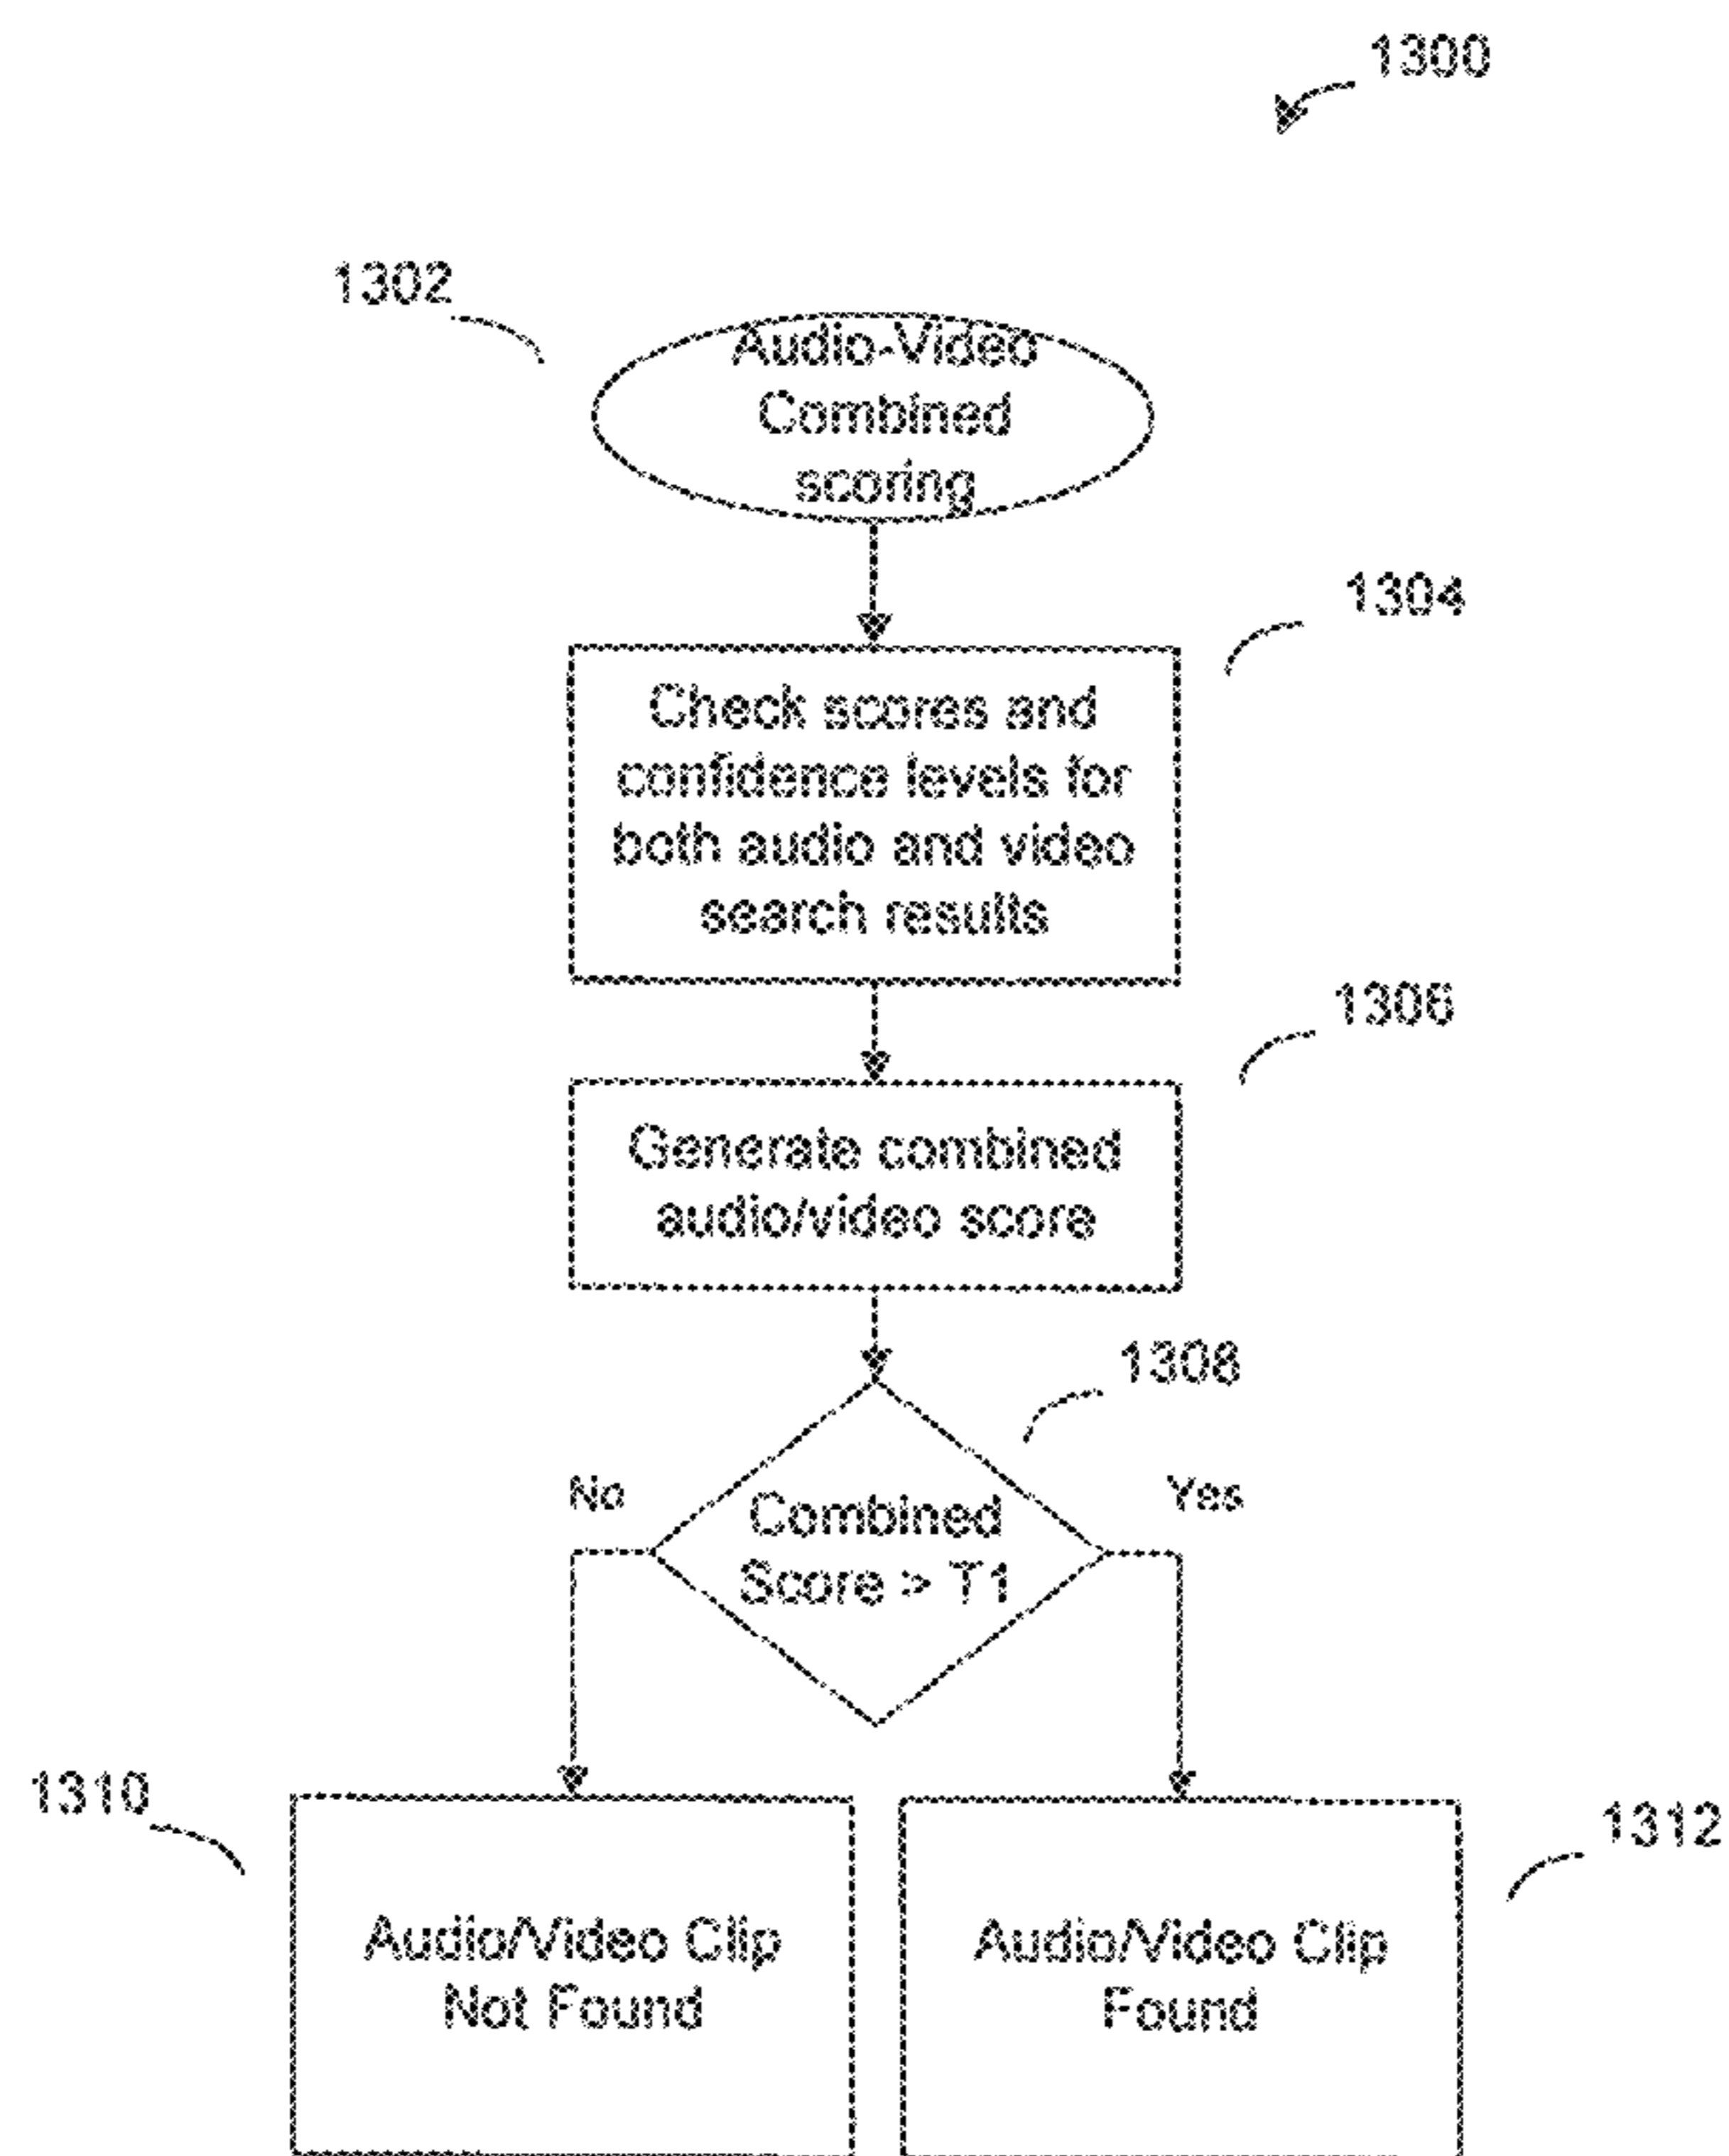 1300
1302
Audio-Video
Combined
scoring
1304
Check scores and
confidence levels for
both audio and video
search results
1306
Generate combined
audio/video score
1308
No
Yes
Combined
Score > T1
1310
1312
Audio/Video Clip
Not Found
Audio/Video Clip
Found